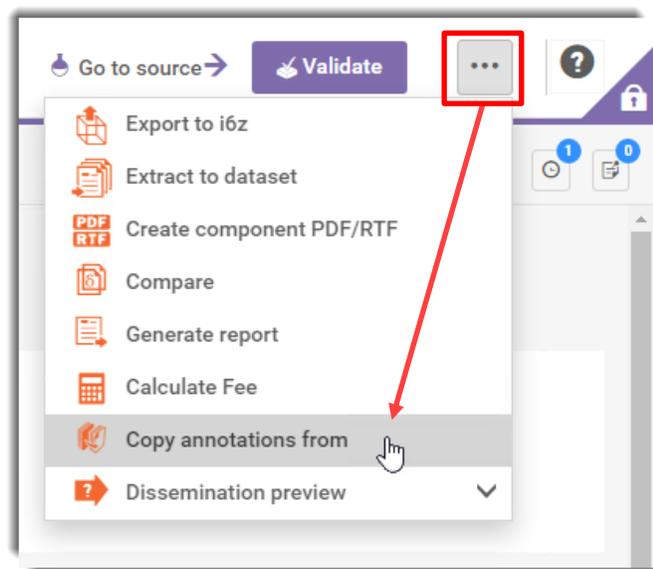 Go to source
Validate
...
?
Export to i6z
1
0
Extract to dataset
PDF
RTF
Create component PDF/RTF
Compare
Generate report
Calculate Fee
Copy annotations from
?
Dissemination preview